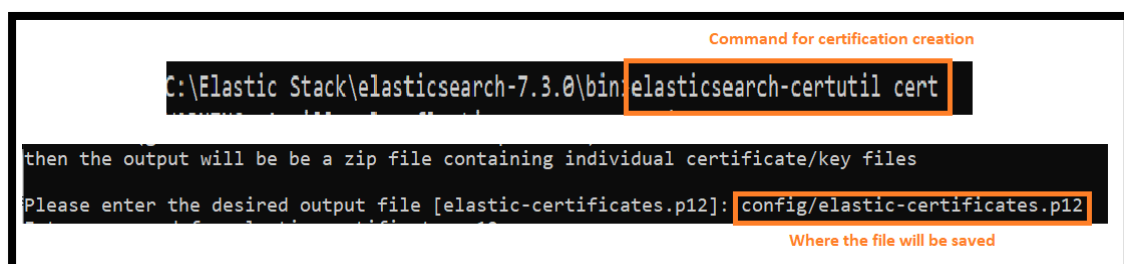 Command for certification creation
C:\Elastic Stack\elasticsearch-7.3.0\bin>elasticsearch-certutil cert
then the output will be be a zip file containing individual certificate/key files
Please enter the desired output file [elastic-certificates.p12]: config/elastic-certificates.p12
Where the file will be saved